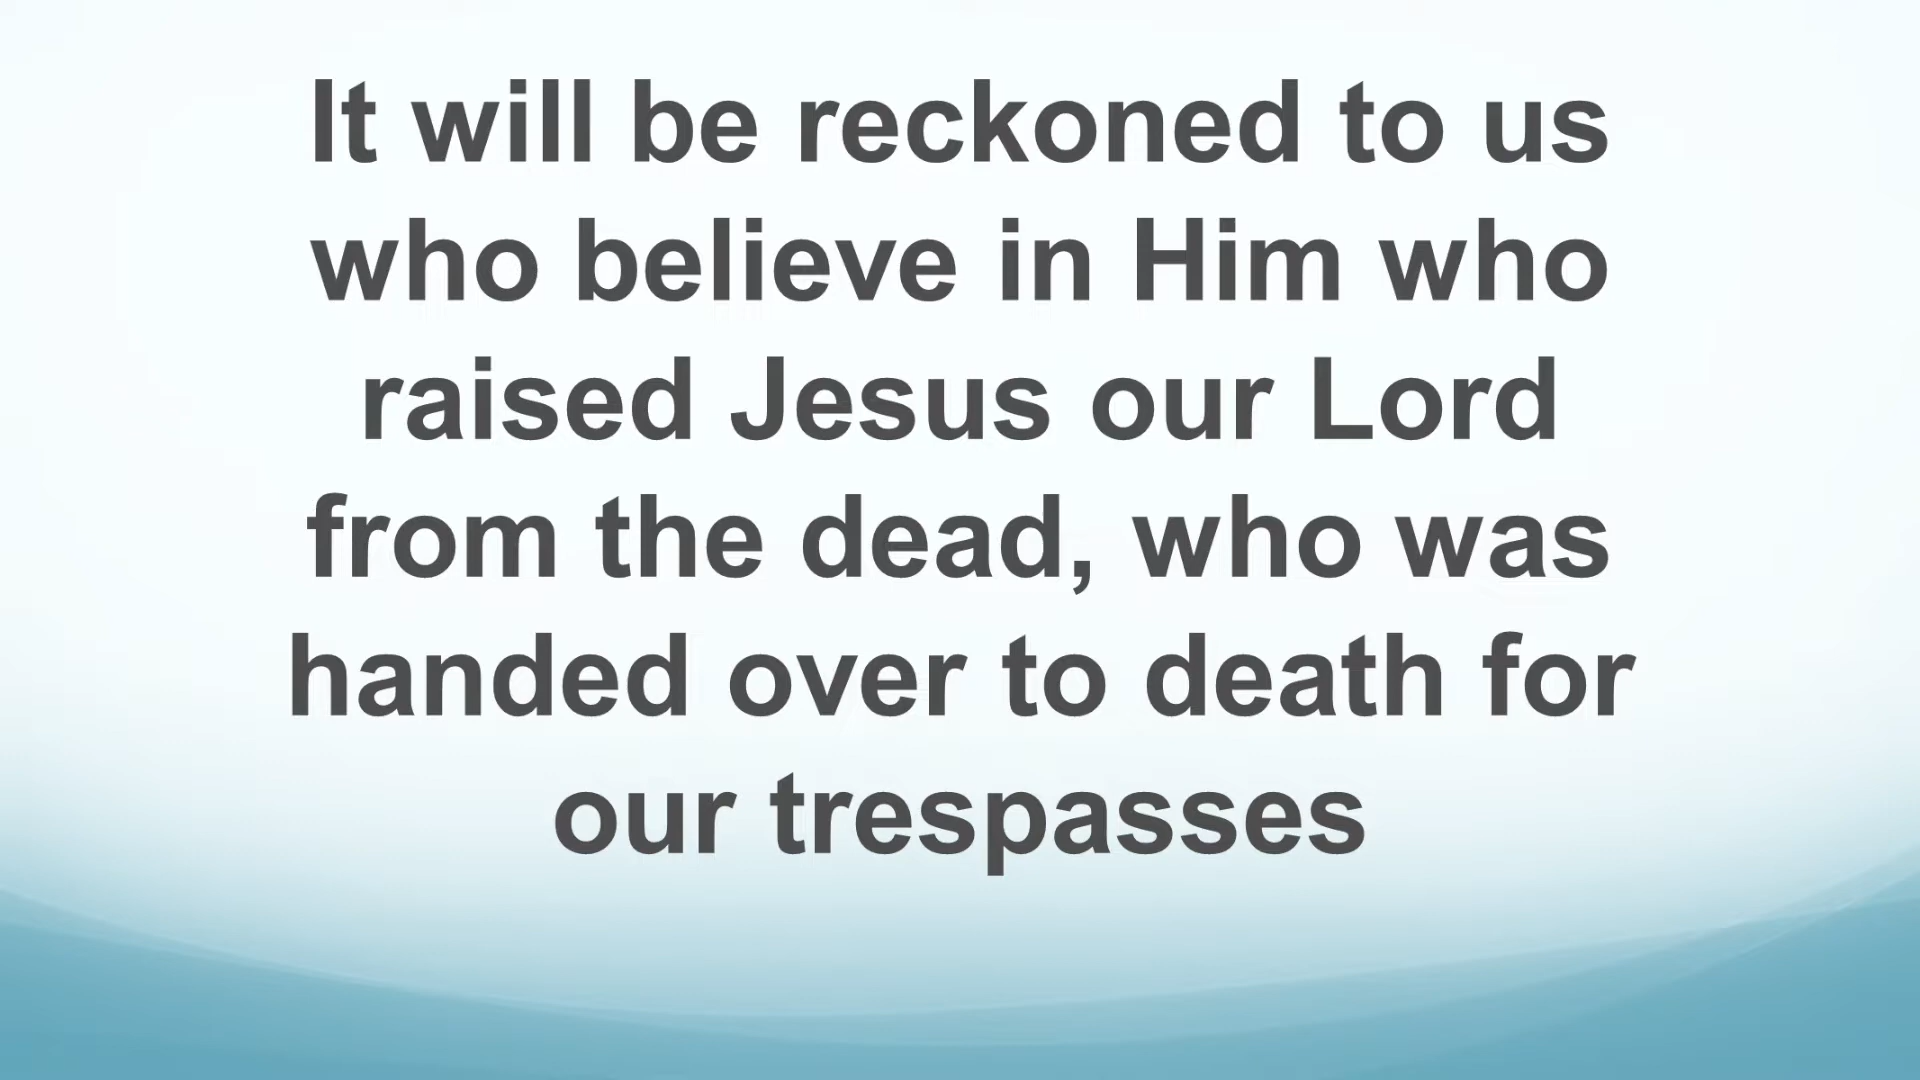 It will be reckoned to us
who believe in Him who
raised Jesus our Lord
from the dead, who was
handed over to death for
our trespasses